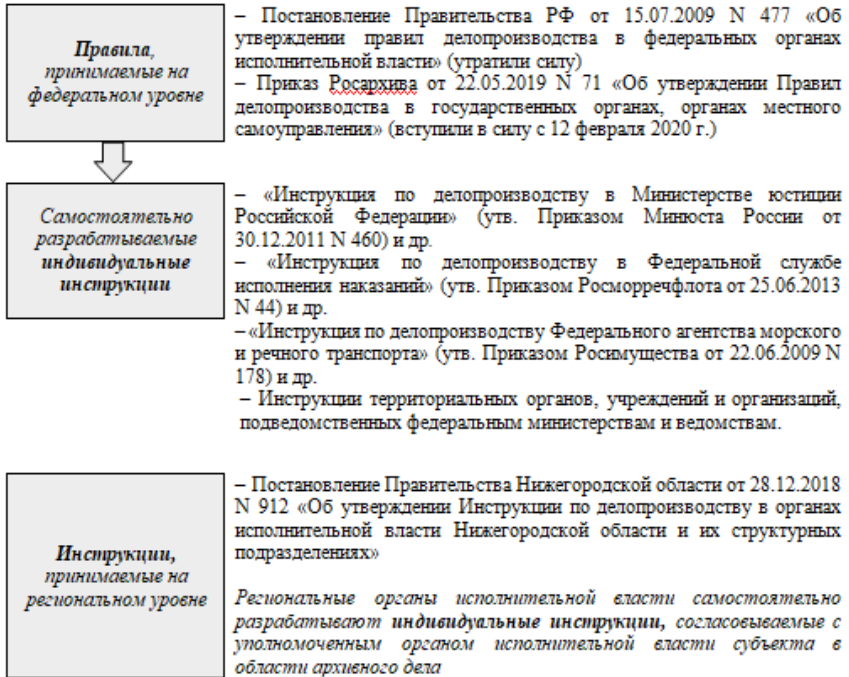 Правила,
принимаемые на
федеральном уровне
– Постановление Правительства РФ от 15.07.2009 N 477 «Об
утверждении правил делопроизводства в федеральных органах
исполнительной власти» (утратили силу)
– Приказ Росархива от 22.05.2019 N 71 «Об утверждении Правил
делопроизводства в государственных органах, органах местного
самоуправления» (вступили в силу с 12 февраля 2020 г.)
Самостоятельно
разрабатываемые
индивидуальные
инструкции
– «Инструкция по делопроизводству в Министерстве юстиции
Российской Федерации» (утв. Приказом Минюста России от
30.12.2011 N 460) и др.
– «Инструкция по делопроизводству в Федеральной службе
исполнения наказаний» (утв. Приказом Росморречфлота от 25.06.2013
N 44) и др.
–«Инструкция по делопроизводству Федерального агентства морского
и речного транспорта» (утв. Приказом Росимущества от 22.06.2009 N
178) и др.
– Инструкции территориальных органов, учреждений и организаций,
подведомственных федеральным министерствам и ведомствам.
Инструкции,
принимаемые на
региональном уровне
– Постановление Правительства Нижегородской области от 28.12.2018
N 912 «Об утверждении Инструкции по делопроизводству в органах
исполнительной власти Нижегородской области и их структурных
подразделениях»
Региональные органы исполнительной власти самостоятельно
разрабатывают индивидуальные инструкции, согласовываемые с
уполномоченным органом исполнительной власти субъекта в
области архивного дела